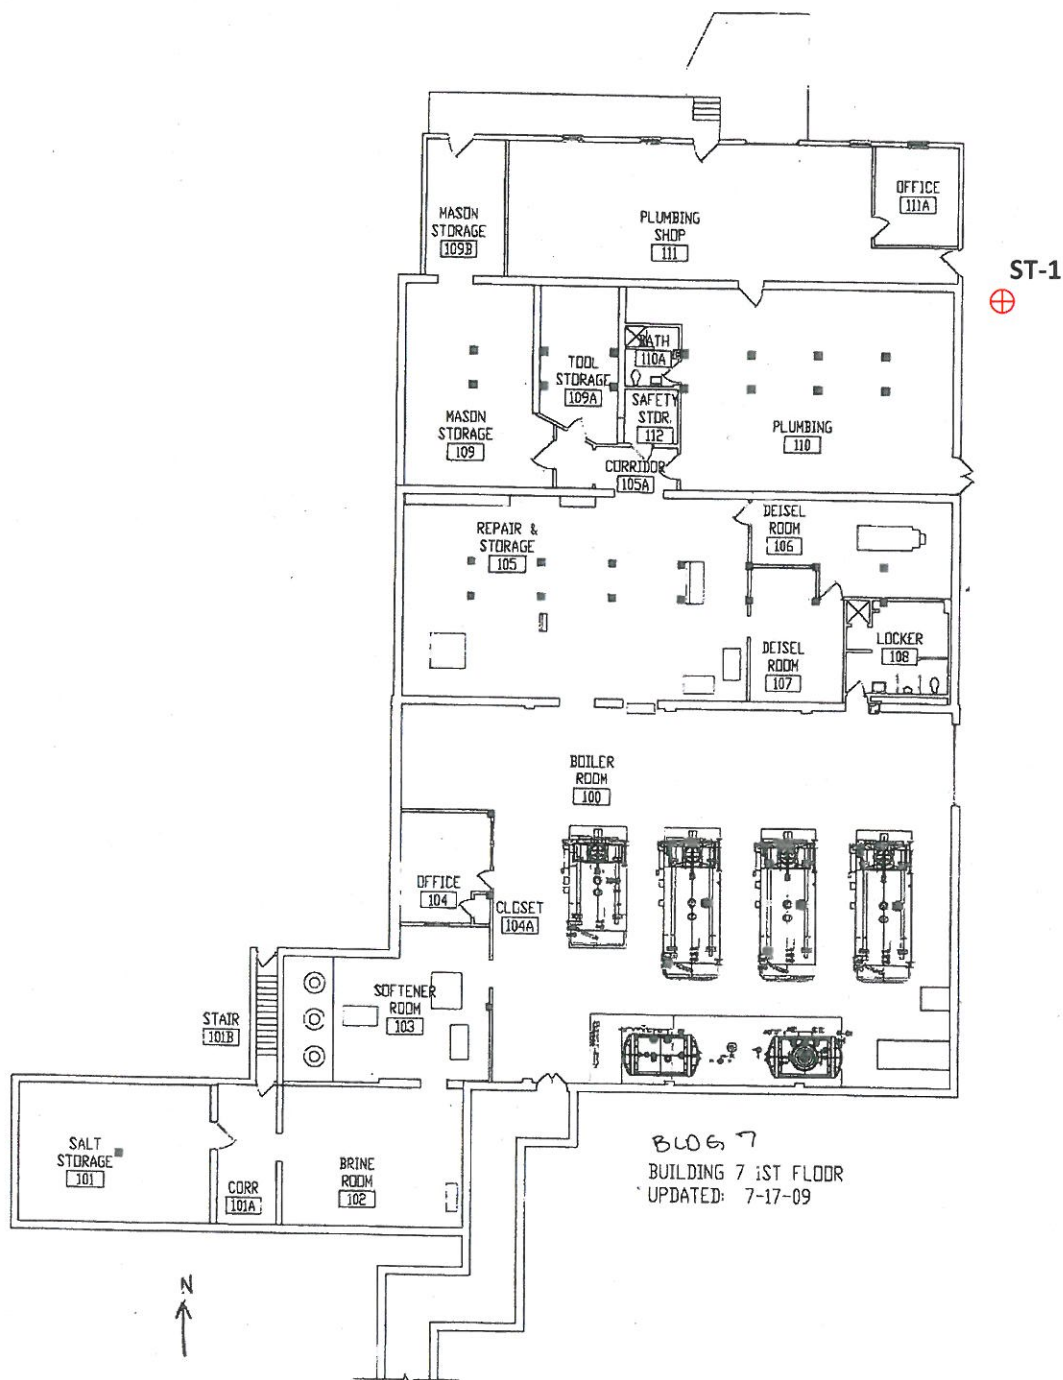 OFFICE
111A
MASON
STORAGE
109B
PLUMBING
SHOP
111
ST-1
BATH
110A
TOOL
STORAGE
109A
SAFETY
STOR.
112
MASON
STORAGE
109
PLUMBING
110
CORRIDOR
105A
REPAIR &
STORAGE
105
DEISEL
ROOM
106
LOCKER
108
DEISEL
ROOM
107
BOILER
ROOM
100
OFFICE
104
CLOSET
104A
SOFTENER
ROOM
103
STAIR
101B
SALT
STORAGE
101
CORR
101A
BRINE
ROOM
102
BLDG 7
BUILDING 7 1ST FLOOR
UPDATED: 7-17-09
N